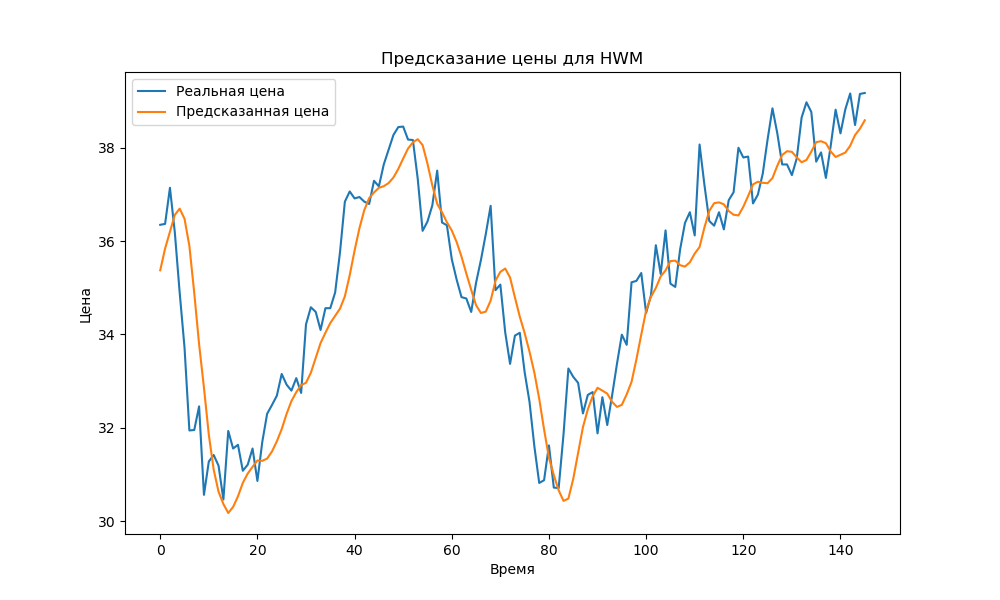 Предсказание цены для HWM
Реальная цена
Предсказанная цена
Цена
38
36
34
32
30
0 20 40 60 80 100 120 140
Время